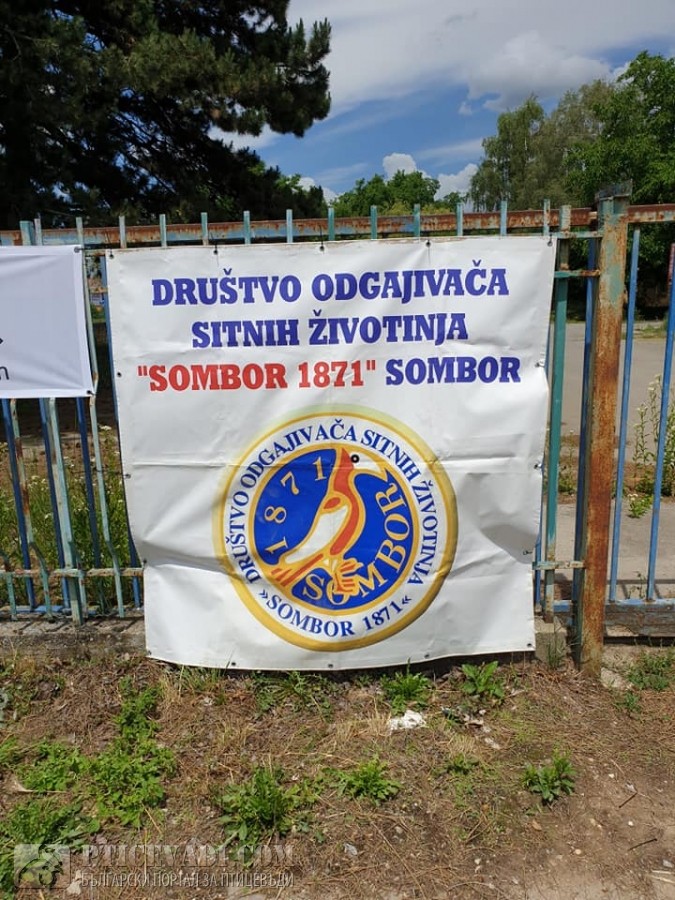 DRUŠTVO ODGAJIVAČA
SITNIH ŽIVOTINJA
"SOMBOR 1871" SOMBOR
DRUŠTVO ODGAJIVAČA SITNIH ŽIVOTINJA
»SOMBOR 1871«
1871
SOMBOR
n
PTICEVADI.COM
БЪЛГАРСКИ ПОРТАЛ ЗА ПТИЦЕВЪДИ